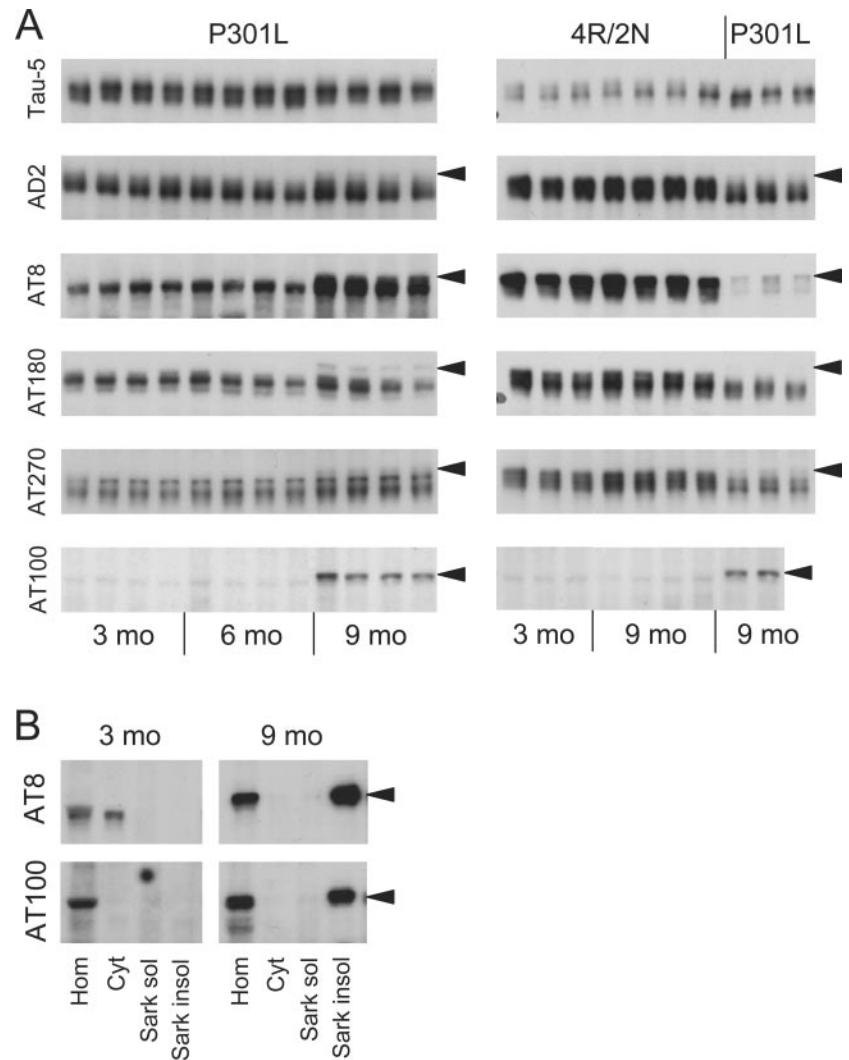 A
P301L
4R/2N P301L
Tau-5
AD2
AT8
AT180
AT270
AT100
3 mo 6 mo 9 mo 3 mo 9 mo 9 mo
B
3 mo 9 mo
AT8
AT100
Hom Cyt Sark sol Sark insol Hom Cyt Sark sol Sark insol